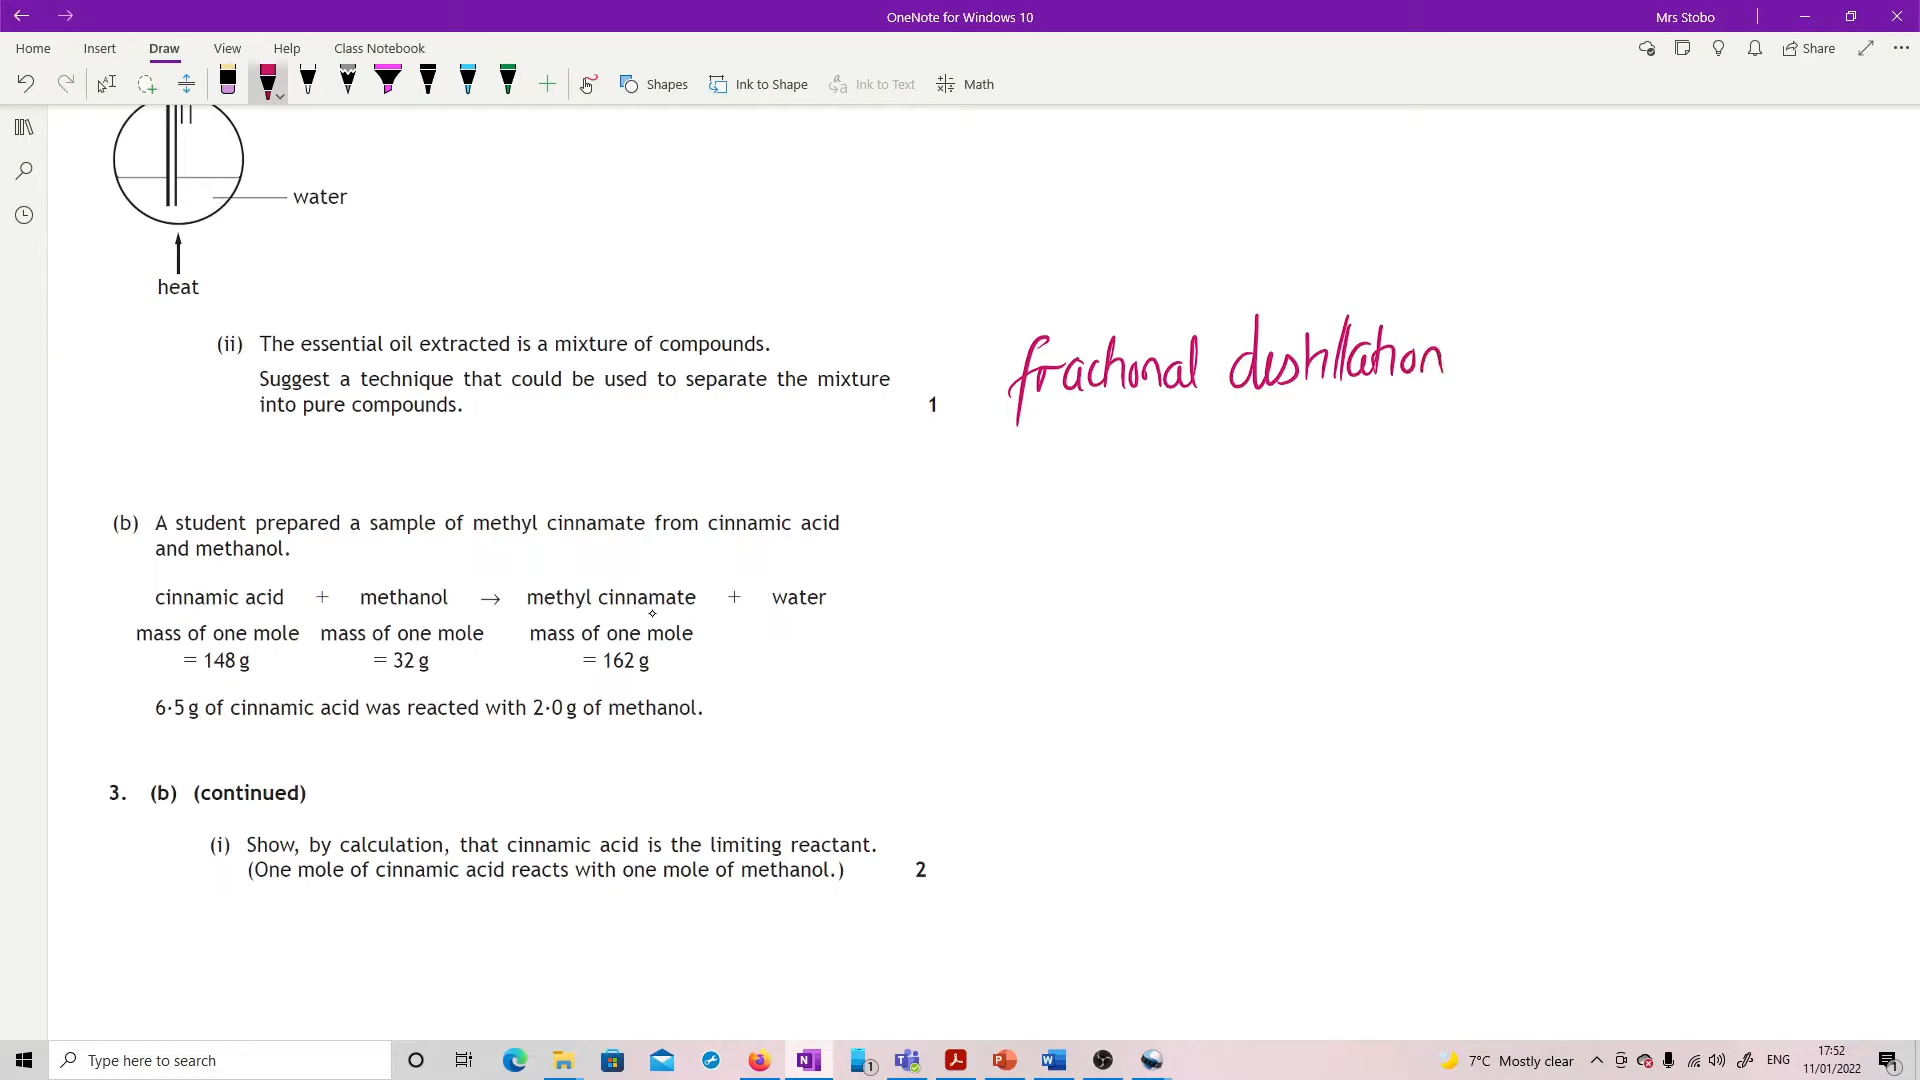 OneNote for Windows 10
Mrs Stobo
Home Insert Draw View Help Class Notebook
Share
Shapes Ink to Shape Ink to Text Math
water
heat
(ii) The essential oil extracted is a mixture of compounds.
Suggest a technique that could be used to separate the mixture
into pure compounds. 1
fractional destillation
(b) A student prepared a sample of methyl cinnamate from cinnamic acid
and methanol.
cinnamic acid + methanol → methyl cinnamate + water
mass of one mole mass of one mole mass of one mole
= 148 g = 32 g = 162 g
6·5 g of cinnamic acid was reacted with 2·0 g of methanol.
3. (b) (continued)
(i) Show, by calculation, that cinnamic acid is the limiting reactant.
(One mole of cinnamic acid reacts with one mole of methanol.) 2
Type here to search
7°C Mostly clear
ENG
17:52
11/01/2022